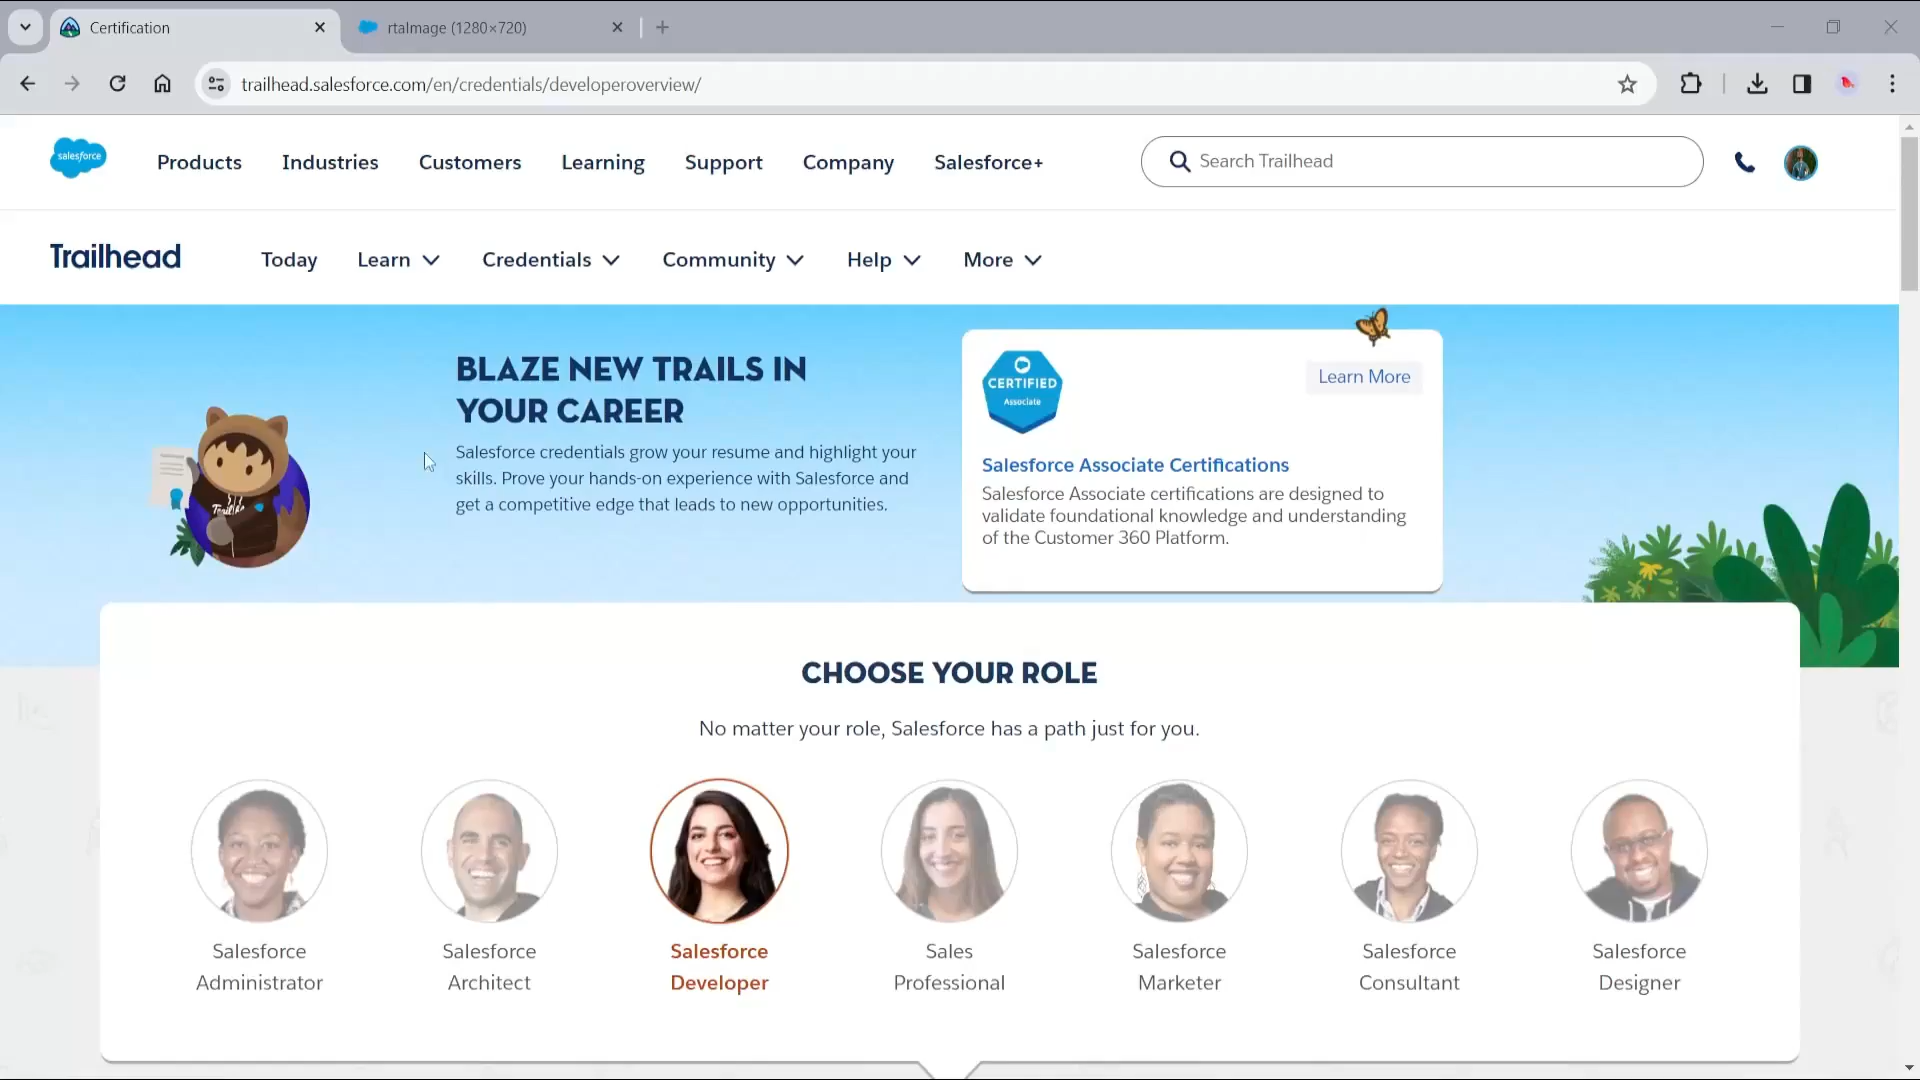 Certification
rtaImage (1280×720)
trailhead.salesforce.com/en/credentials/developeroverview/
salesforce
Products
Industries
Customers
Learning
Support
Company
Salesforce+
Search Trailhead
Trailhead
Today
Learn
Credentials
Community
Help
More
BLAZE NEW TRAILS IN
YOUR CAREER
Salesforce credentials grow your resume and highlight your
skills. Prove your hands-on experience with Salesforce and
get a competitive edge that leads to new opportunities.
CERTIFIED
Associate
Learn More
Salesforce Associate Certifications
Salesforce Associate certifications are designed to
validate foundational knowledge and understanding
of the Customer 360 Platform.
CHOOSE YOUR ROLE
No matter your role, Salesforce has a path just for you.
Salesforce
Administrator
Salesforce
Architect
Salesforce
Developer
Sales
Professional
Salesforce
Marketer
Salesforce
Consultant
Salesforce
Designer